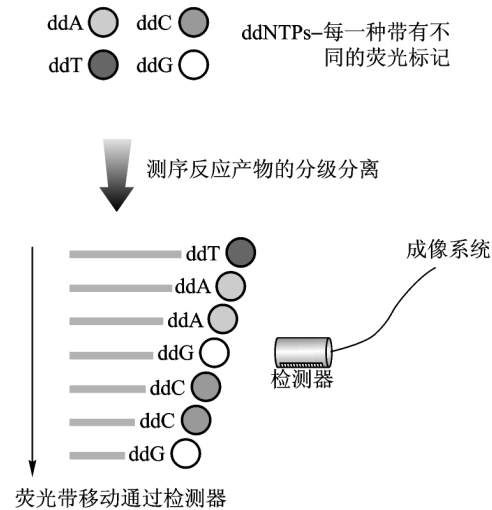 ddA ddC
ddT ddG
ddNTPs–每一种带有不
同的荧光标记
测序反应产物的分级分离
成像系统
ddT
ddA
ddA
ddG
ddC
ddC
ddG
检测器
荧光带移动通过检测器